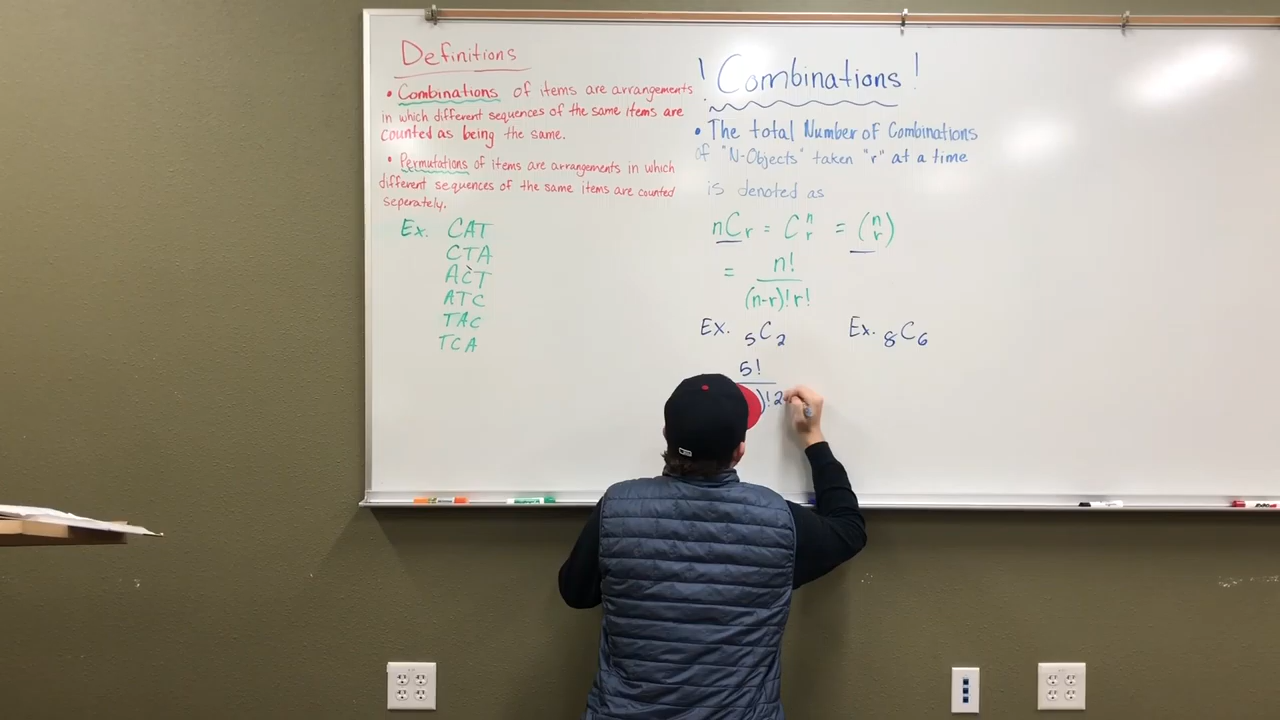 Definitions
• Combinations of items are arrangements
in which different sequences of the same items are
counted as being the same.
• Permutations of items are arrangements in which
different sequences of the same items are counted
seperately.
Ex. CAT
CTA
ACT
ATC
TAC
TCA
! Combinations !
• The total Number of Combinations
of "N-Objects" taken "r" at a time
is denoted as
nCr = C n r = (n r)
= n!
(n-r)! r!
Ex. 5C2
Ex. 8C6
5!
)! 2